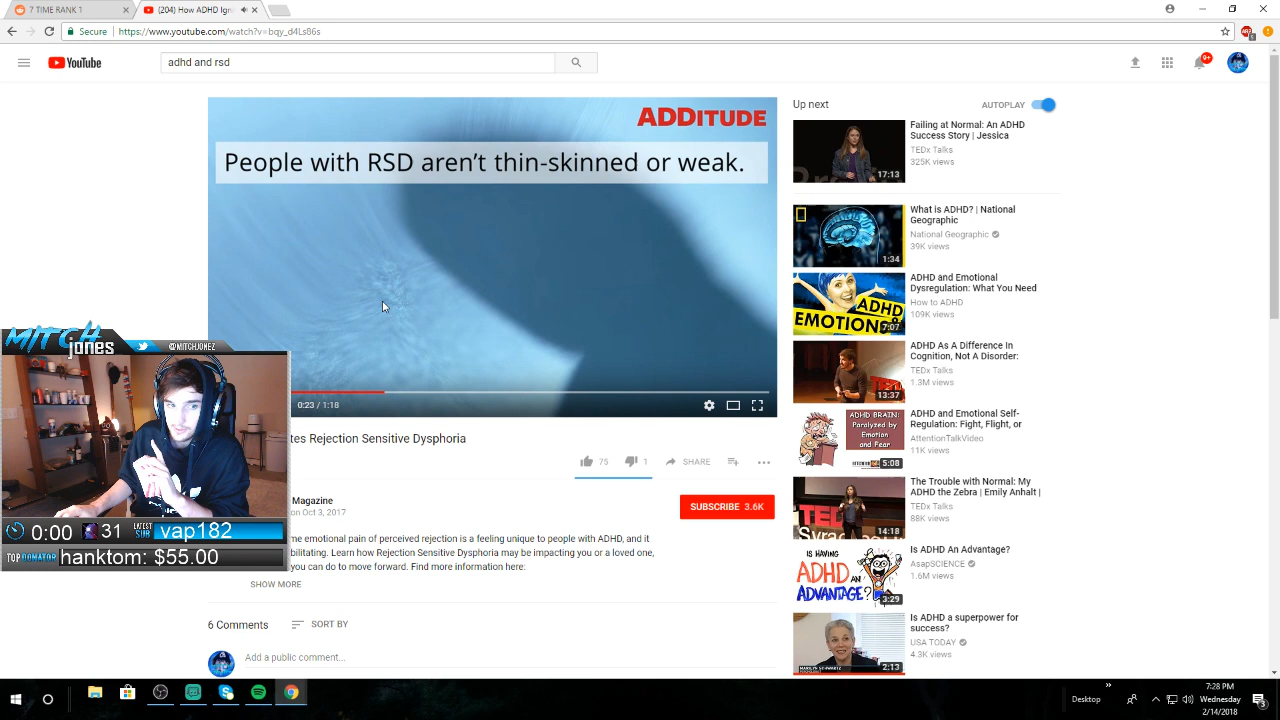 7 TIME RANK 1
(204) How ADHD Ign
Secure
https://www.youtube.com/watch?v=bqy_d4Ls86s
YouTube
adhd and rsd
9+
ADDITUDE
People with RSD aren't thin-skinned or weak.
0:23 / 1:18
MITCH
jones
@MITCHJONEZ
0:00
31
LATEST SUB
vap182
TOP DONATOR
hanktom: $55.00
tes Rejection Sensitive Dysphoria
75
1
SHARE
Magazine
on Oct 3, 2017
SUBSCRIBE 3.6K
me emotional pain of perceived rejection is a feeling unique to people with ADHD, and it
bilitating. Learn how Rejection Sensitive Dysphoria may be impacting you or a loved one,
you can do to move forward. Find more information here:
SHOW MORE
6 Comments
SORT BY
Add a public comment...
Up next
AUTOPLAY
Failing at Normal: An ADHD
Success Story | Jessica
TEDx Talks
325K views
17:13
What is ADHD? | National
Geographic
National Geographic
39K views
1:34
ADHD and Emotional
Dysregulation: What You Need
How to ADHD
109K views
ADHD
EMOTIONS
7:07
ADHD As A Difference In
Cognition, Not A Disorder:
TEDx Talks
1.3M views
13:37
ADHD and Emotional Self-
Regulation: Fight, Flight, or
AttentionTalkVideo
11K views
ADHD BRAIN:
Paralyzed by
Emotion
and Fear
5:08
The Trouble with Normal: My
ADHD the Zebra | Emily Anhalt |
TEDx Talks
88K views
14:18
Is ADHD An Advantage?
AsapSCIENCE
1.6M views
IS HAVING
ADHD AN
ADVANTAGE?
3:29
Is ADHD a superpower for
success?
USA TODAY
4.3K views
2:13
Desktop
7:28 PM
Wednesday
2/14/2018
3